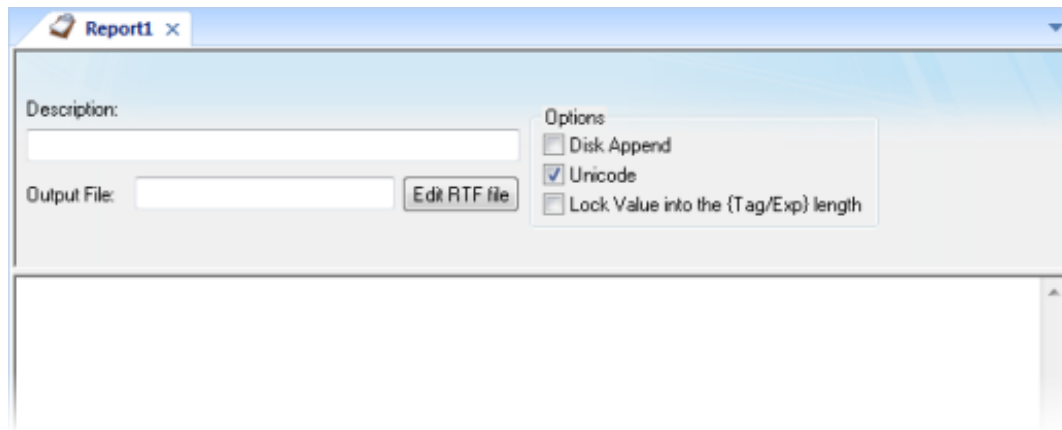 Report1
Description:
Output File:
Edit RTF file
Options
Disk Append
Unicode
Lock Value into the {Tag/Exp} length